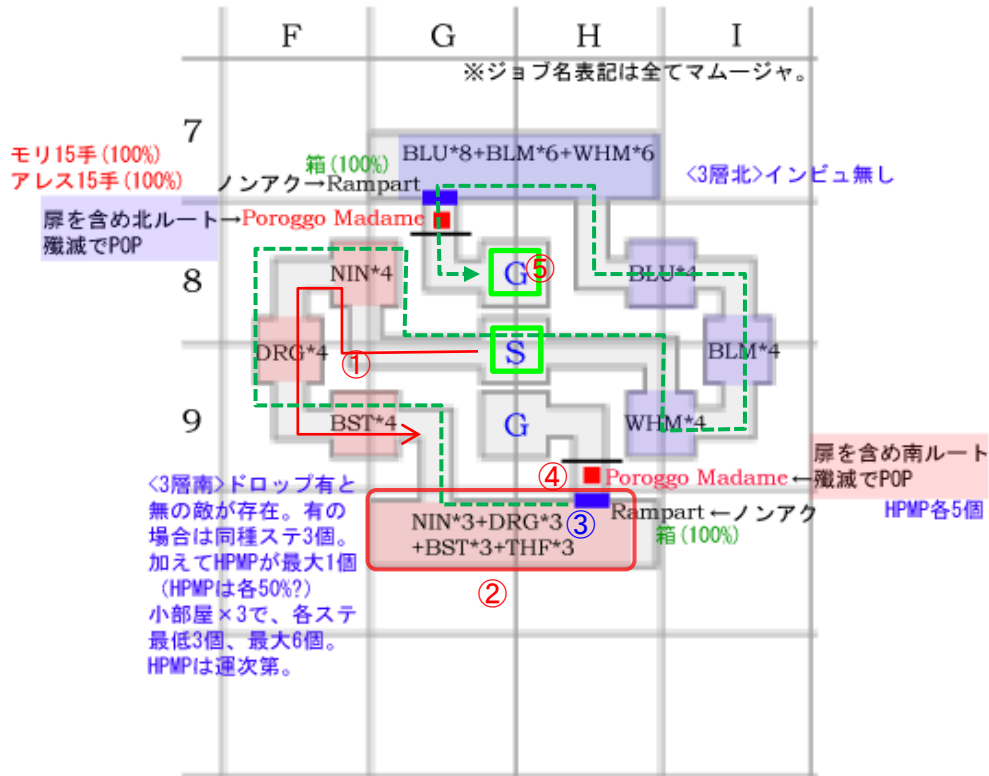 F G H I
※ジョブ名表記は全てマムージャ。
7
モリ15手(100%)
アレス15手(100%)
箱(100%)
BLU*8+BLM*6+WHM*6
<3層北>インビュ無し
ノンアク→Rampart
扉を含め北ルート→Poroggo Madame
殲滅でPOP
8
NIN*4
G
⑤
BLU*4
DRG*4
①
S
BLM*4
9
BST*4
G
WHM*4
扉を含め南ルート
④
Poroggo Madame←殲滅でPOP
<3層南>ドロップ有と
無の敵が存在。有の
場合は同種ステ3個。
加えてHPMPが最大1個
(HPMPは各50%?)
小部屋×3で、各ステ
最低3個、最大6個。
HPMPは運次第。
NIN*3+DRG*3
+BST*3+THF*3
③
Rampart←ノンアク
HPMP各5個
箱(100%)
②